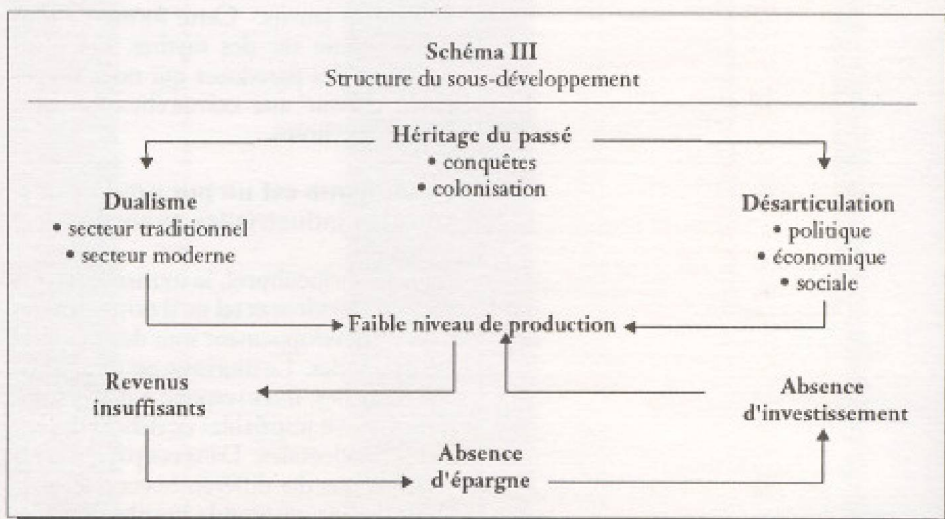 Schéma III
Structure du sous-développement
Héritage du passé
• conquêtes
• colonisation
Dualisme
• secteur traditionnel
• secteur moderne
Désarticulation
• politique
• économique
• sociale
Faible niveau de production
Revenus
insuffisants
Absence
d'investissement
Absence
d'épargne